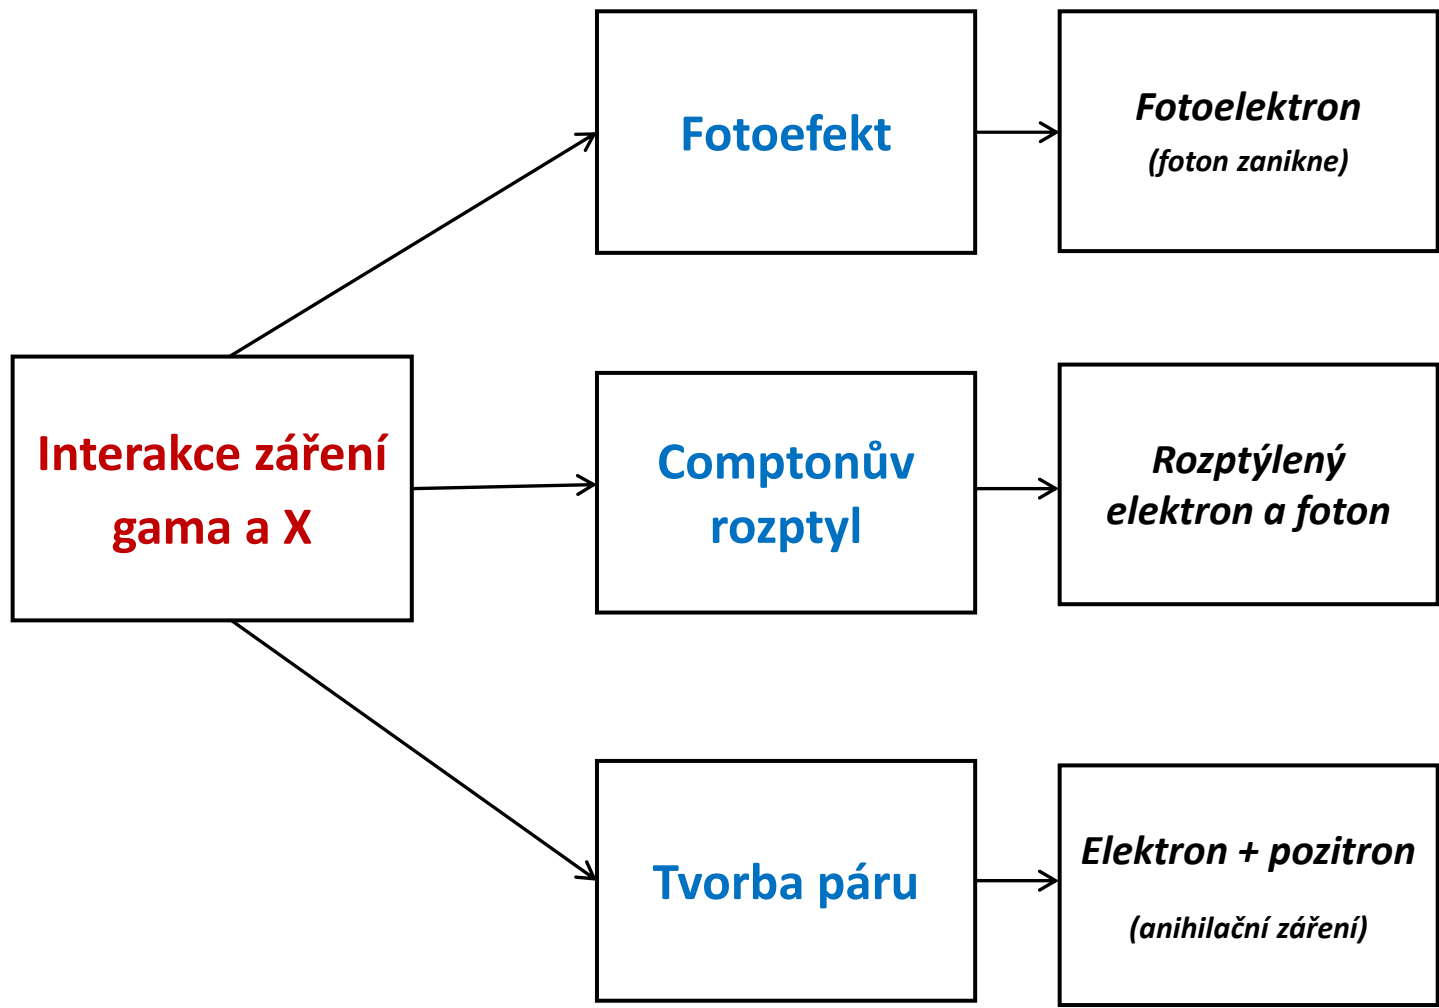 Fotoefekt
Fotoelektron
(foton zanikne)
Interakce záření
gama a X
Comptonův
rozptyl
Rozptýlený
elektron a foton
Tvorba páru
Elektron + pozitron
(anihilační záření)